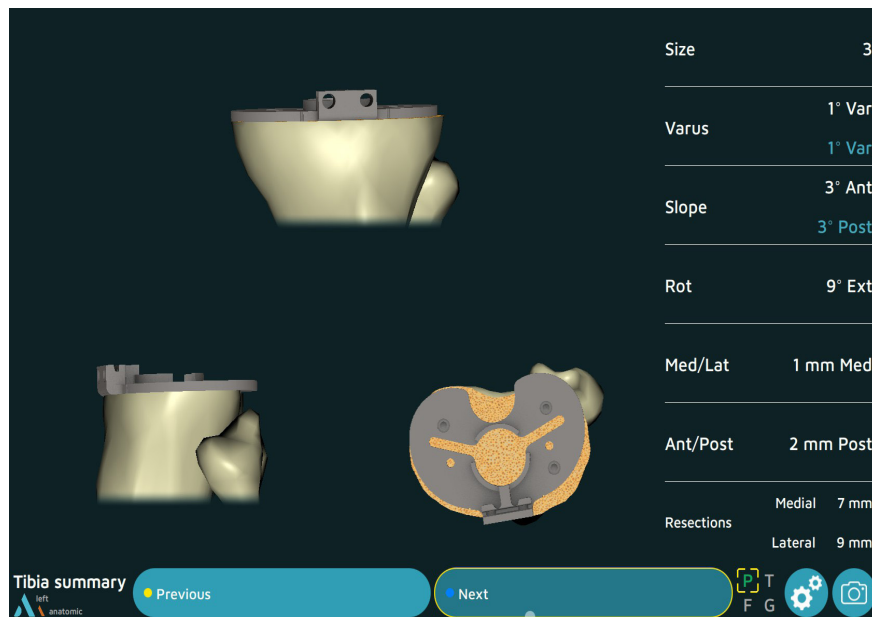 Size 3
Varus 1° Var
1° Var
Slope 3° Ant
3° Post
Rot 9° Ext
Med/Lat 1 mm Med
Ant/Post 2 mm Post
Resections Medial 7 mm
Lateral 9 mm
Tibia summary
left
anatomic
Previous
Next
P T
F G